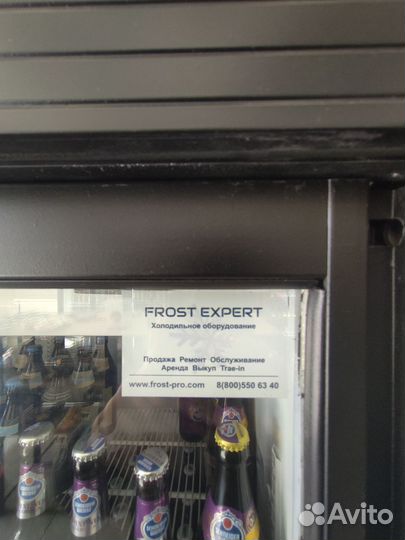 FROST EXPERT
Холодильное оборудование
Продажа Ремонт Обслуживание
Аренда Выкуп Trae-in
www.frost-pro.com 8(800)550 63 40
Avito